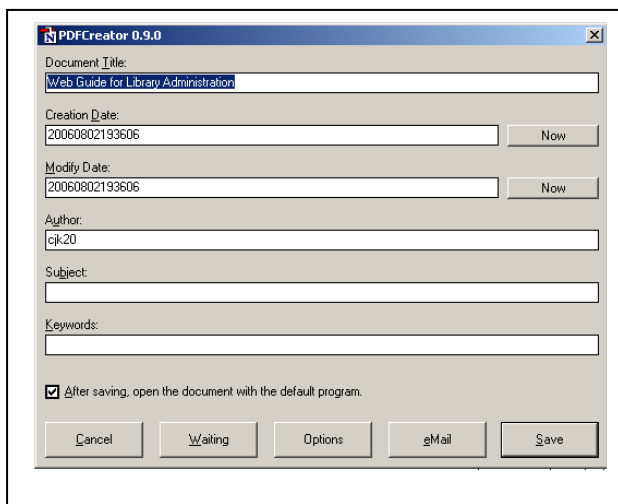 PDFCreator 0.9.0
Document Title:
Web Guide for Library Administration
Creation Date:
20060802193606 Now
Modify Date:
20060802193606 Now
Author:
cjk20
Subject:
Keywords:
After saving, open the document with the default program.
Cancel Waiting Options eMail Save